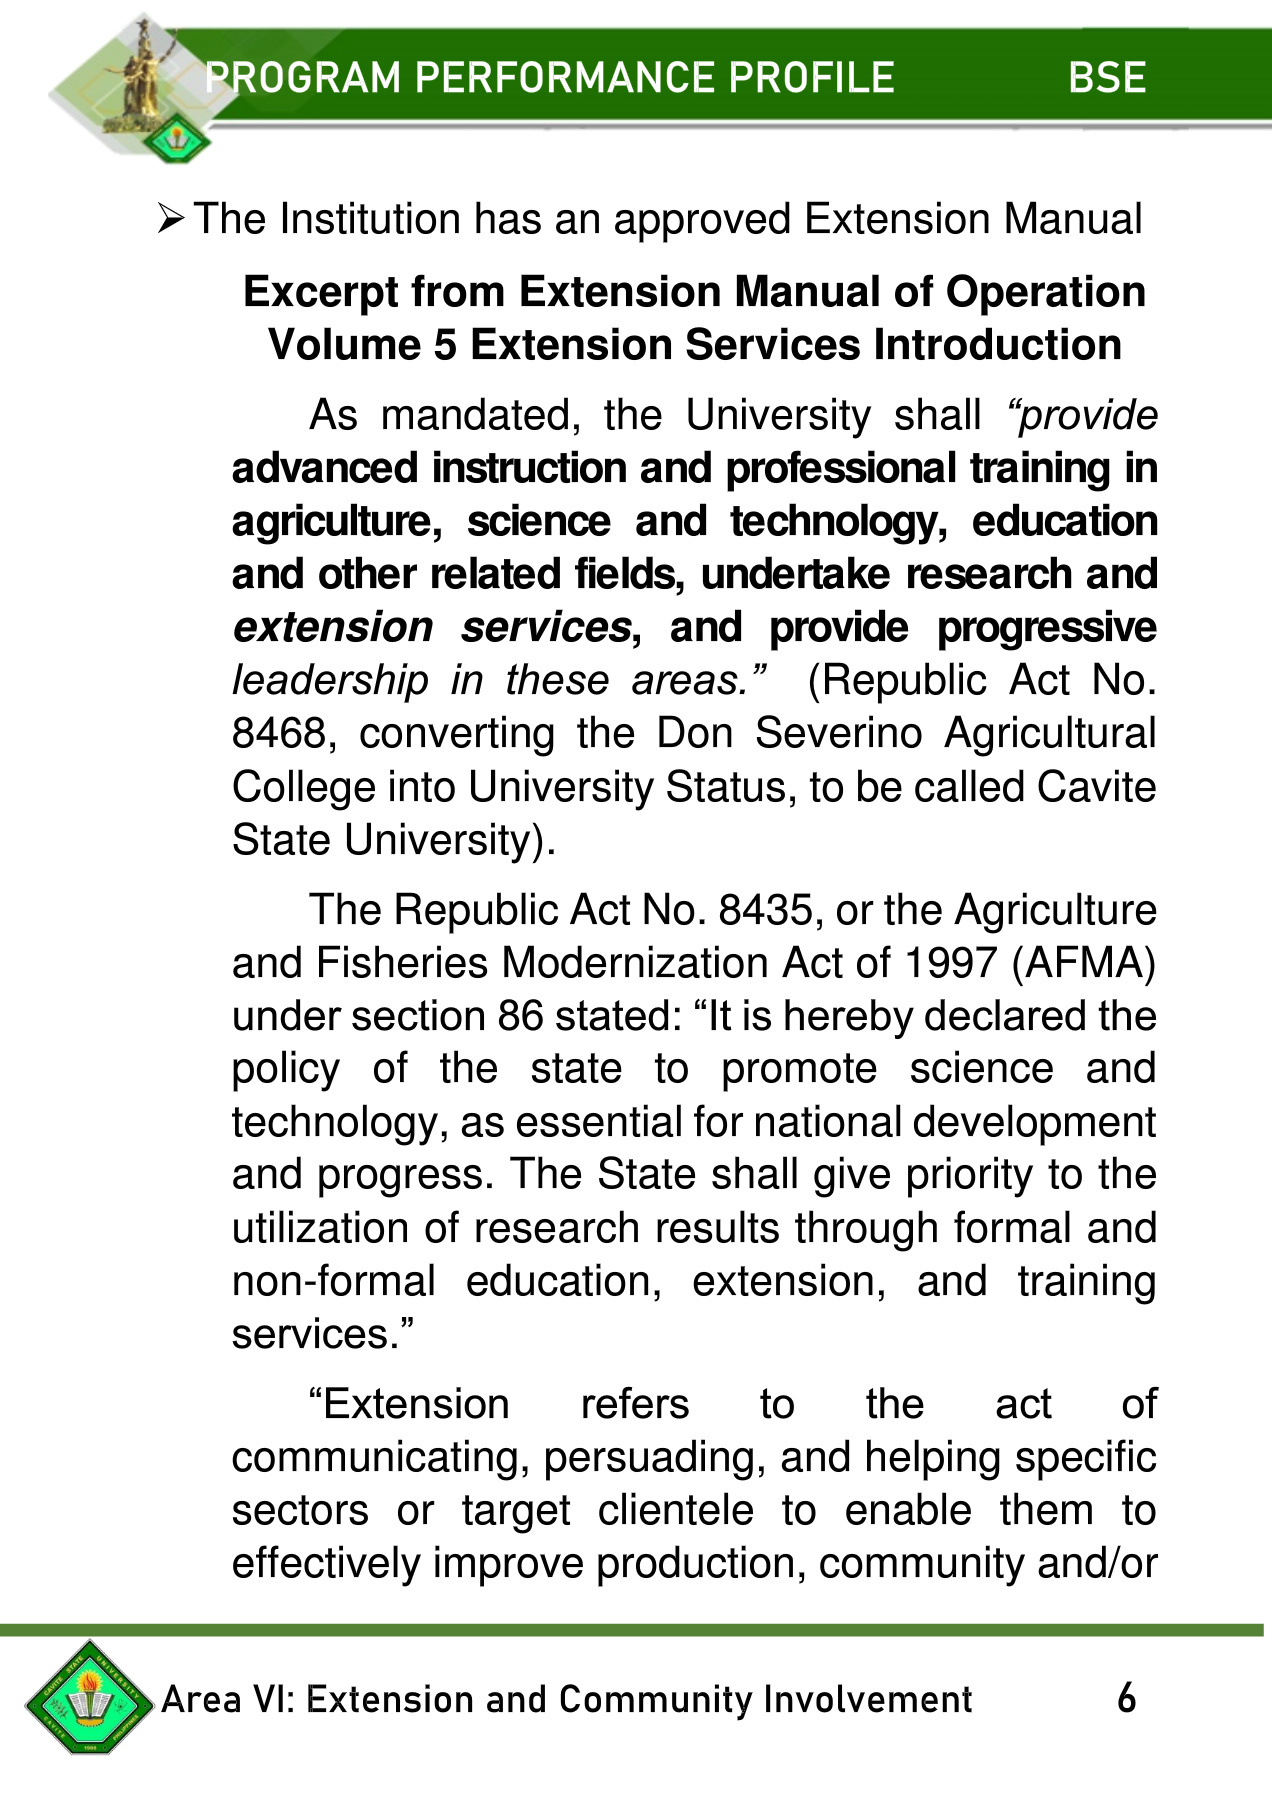 PROGRAM PERFORMANCE PROFILE BSE
➢ The Institution has an approved Extension Manual
Excerpt from Extension Manual of Operation
Volume 5 Extension Services Introduction
As mandated, the University shall “provide
advanced instruction and professional training in
agriculture, science and technology, education
and other related fields, undertake research and
extension services, and provide progressive
leadership in these areas.” (Republic Act No.
8468, converting the Don Severino Agricultural
College into University Status, to be called Cavite
State University).
The Republic Act No. 8435, or the Agriculture
and Fisheries Modernization Act of 1997 (AFMA)
under section 86 stated: “It is hereby declared the
policy of the state to promote science and
technology, as essential for national development
and progress. The State shall give priority to the
utilization of research results through formal and
non-formal education, extension, and training
services.”
“Extension refers to the act of
communicating, persuading, and helping specific
sectors or target clientele to enable them to
effectively improve production, community and/or
CAVITE STATE UNIVERSITY
CAVITE PHILIPPINES
1906
Area VI: Extension and Community Involvement 6